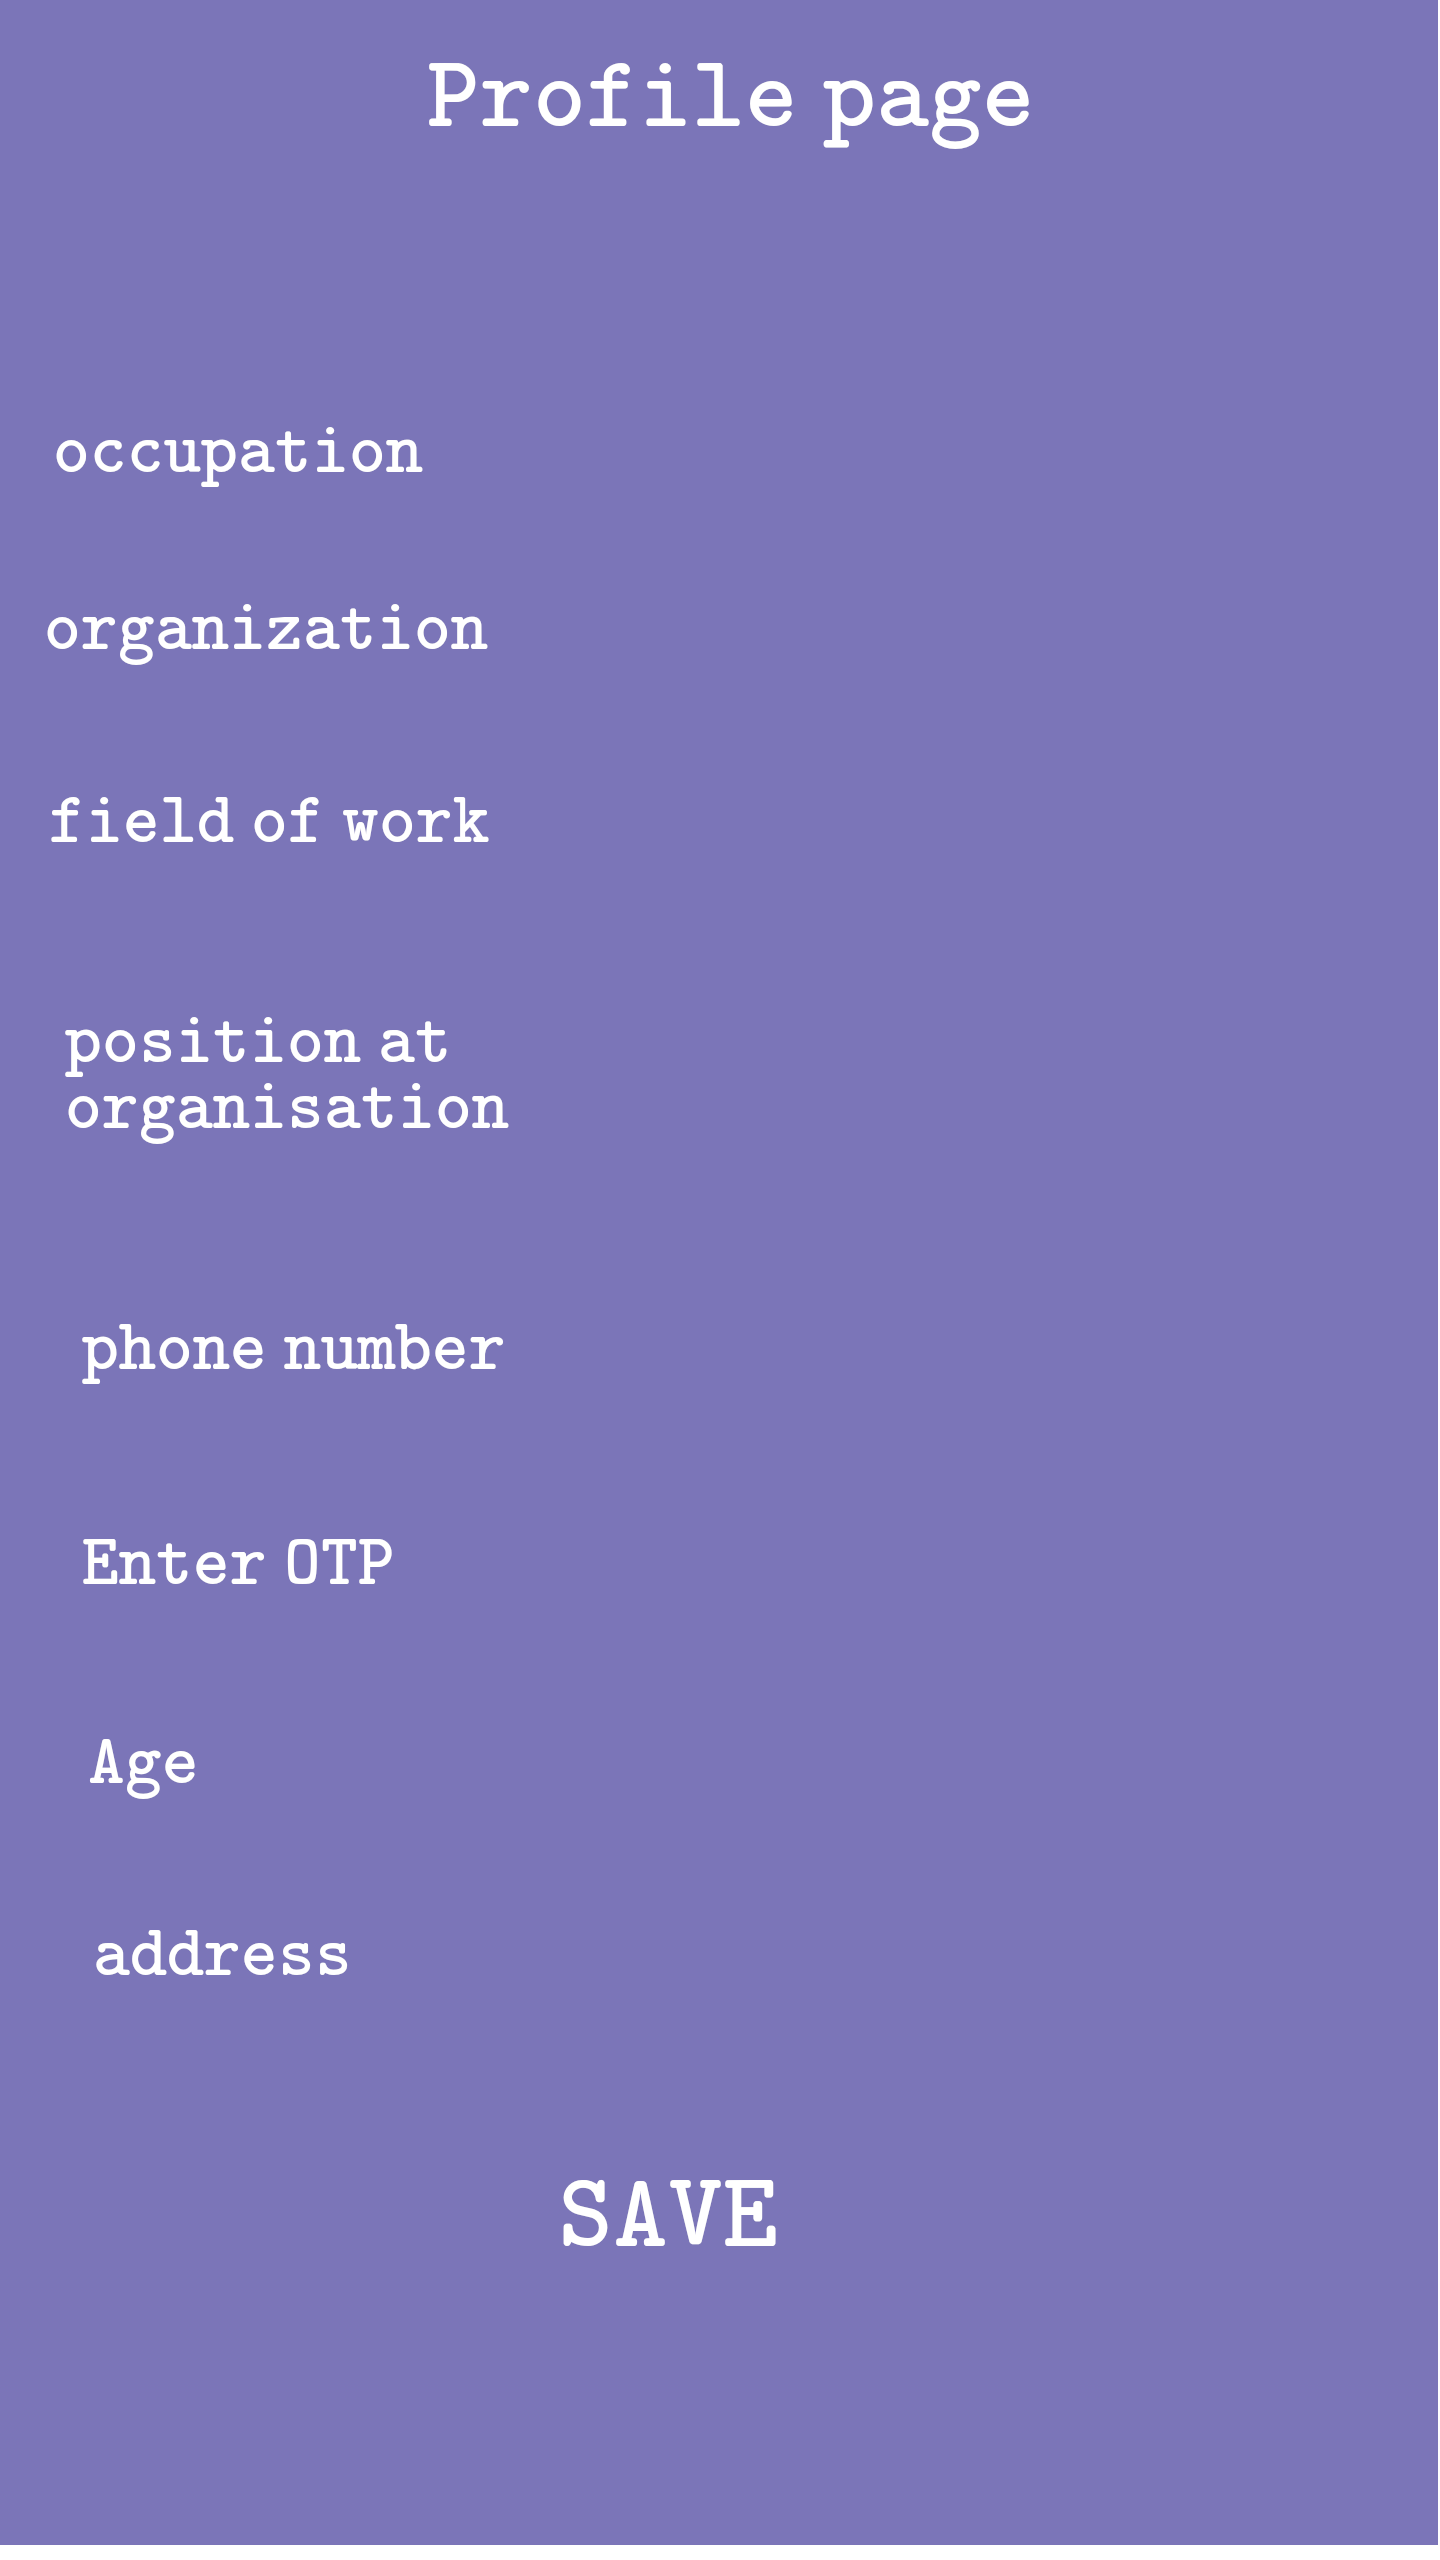 Profile page
occupation
organization
field of work
position at
organisation
phone number
Enter OTP
Age
address
SAVE